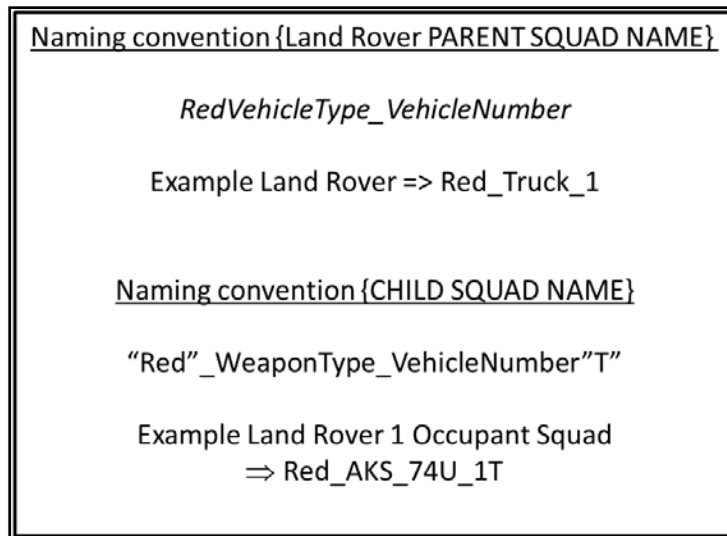 Naming convention {Land Rover PARENT SQUAD NAME}
RedVehicleType_VehicleNumber
Example Land Rover => Red_Truck_1
Naming convention {CHILD SQUAD NAME}
“Red”_WeaponType_VehicleNumber”T”
Example Land Rover 1 Occupant Squad
⇒ Red_AKS_74U_1T